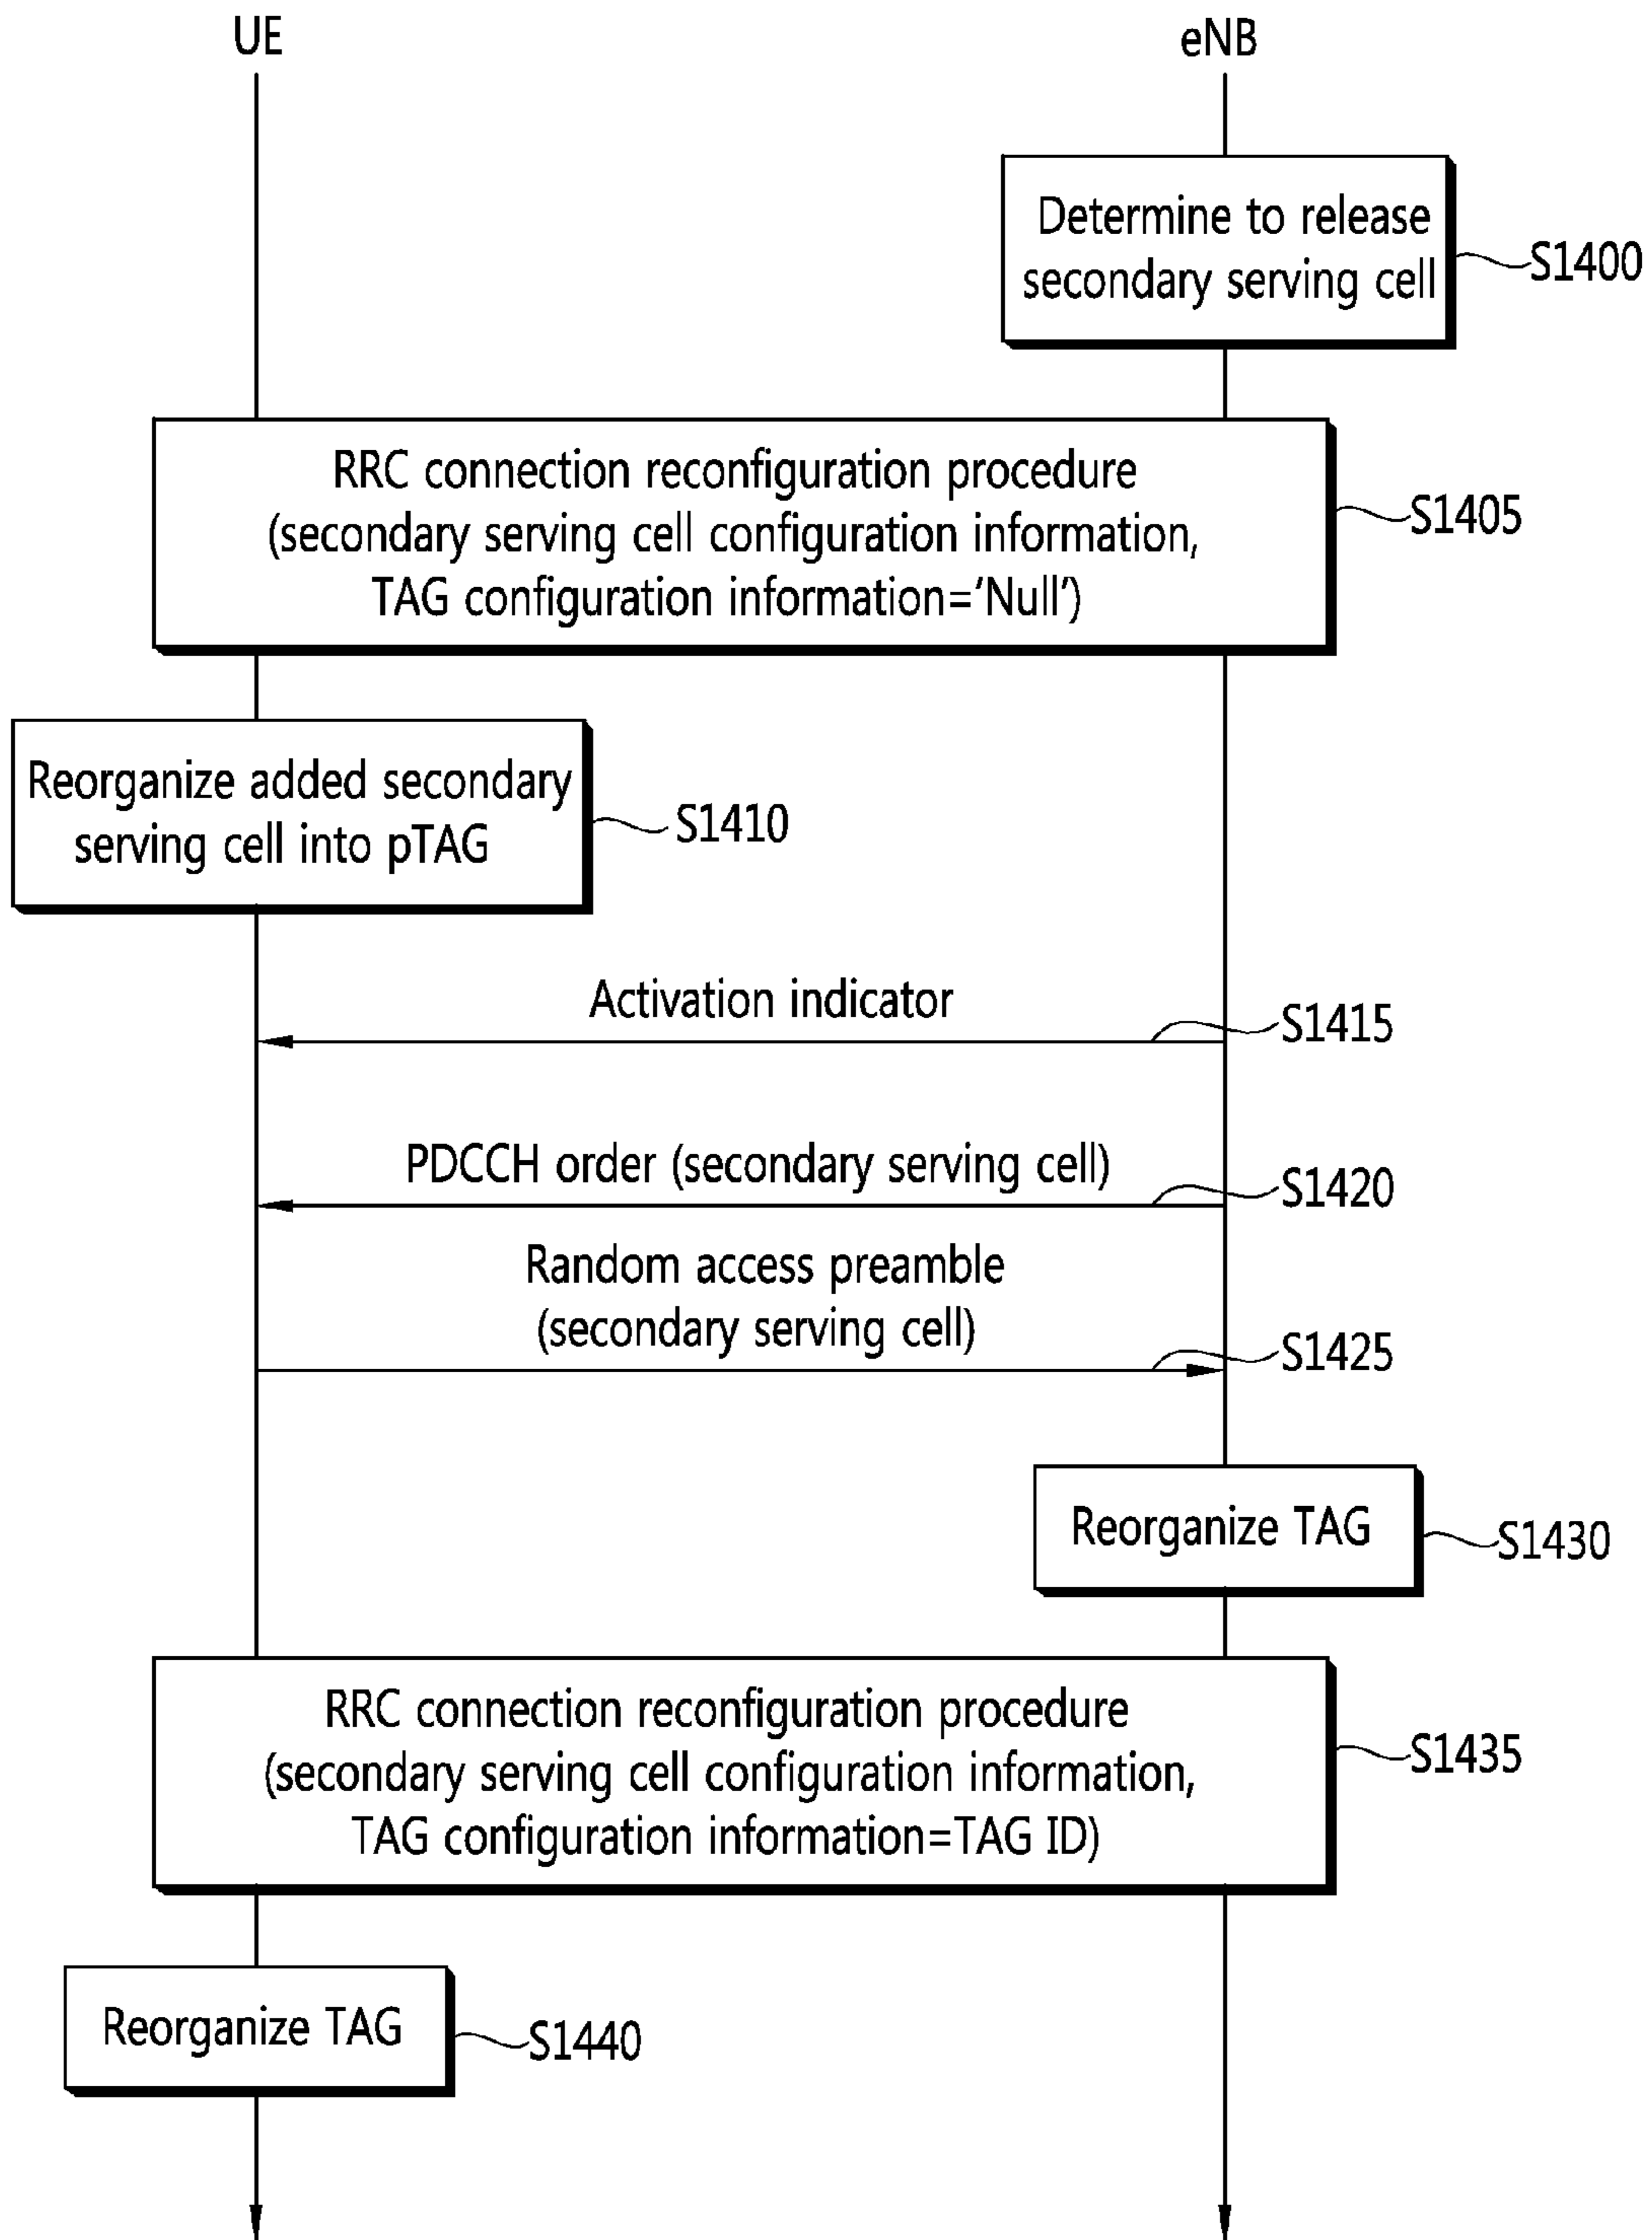 UE
eNB
Determine to release
secondary serving cell
S1400
RRC connection reconfiguration procedure
(secondary serving cell configuration information,
TAG configuration information=‘Null’)
S1405
Reorganize added secondary
serving cell into pTAG
S1410
Activation indicator
S1415
PDCCH order (secondary serving cell)
S1420
Random access preamble
(secondary serving cell)
S1425
Reorganize TAG
S1430
RRC connection reconfiguration procedure
(secondary serving cell configuration information,
TAG configuration information=TAG ID)
S1435
Reorganize TAG
S1440